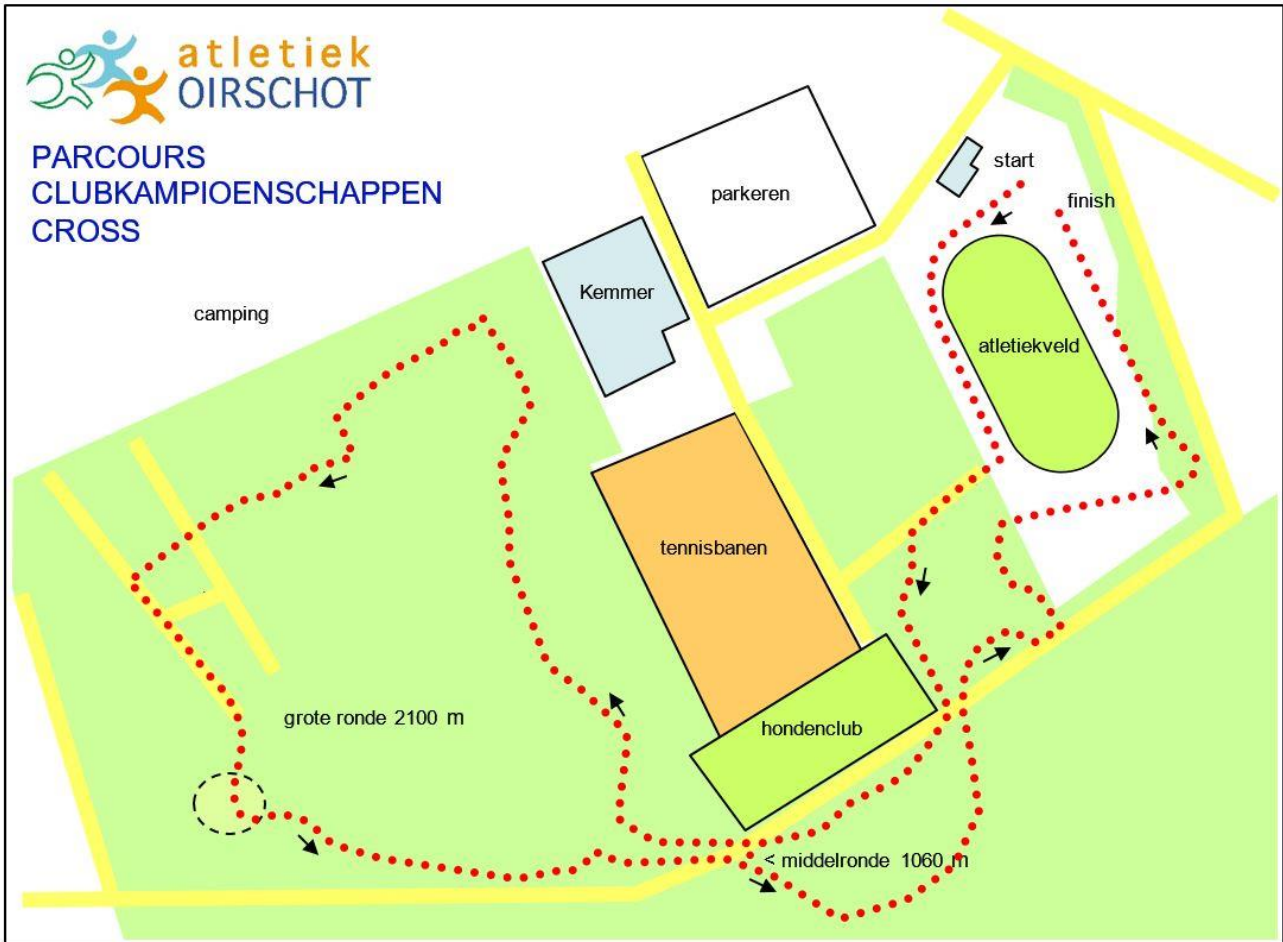 atletiek
OIRSCHOT
PARCOURS
CLUBKAMPIOENSCHAPPEN
CROSS
start
parkeren
finish
Kemmer
camping
atletiekveld
tennisbanen
grote ronde 2100 m
hondenclub
< middelronde 1060 m